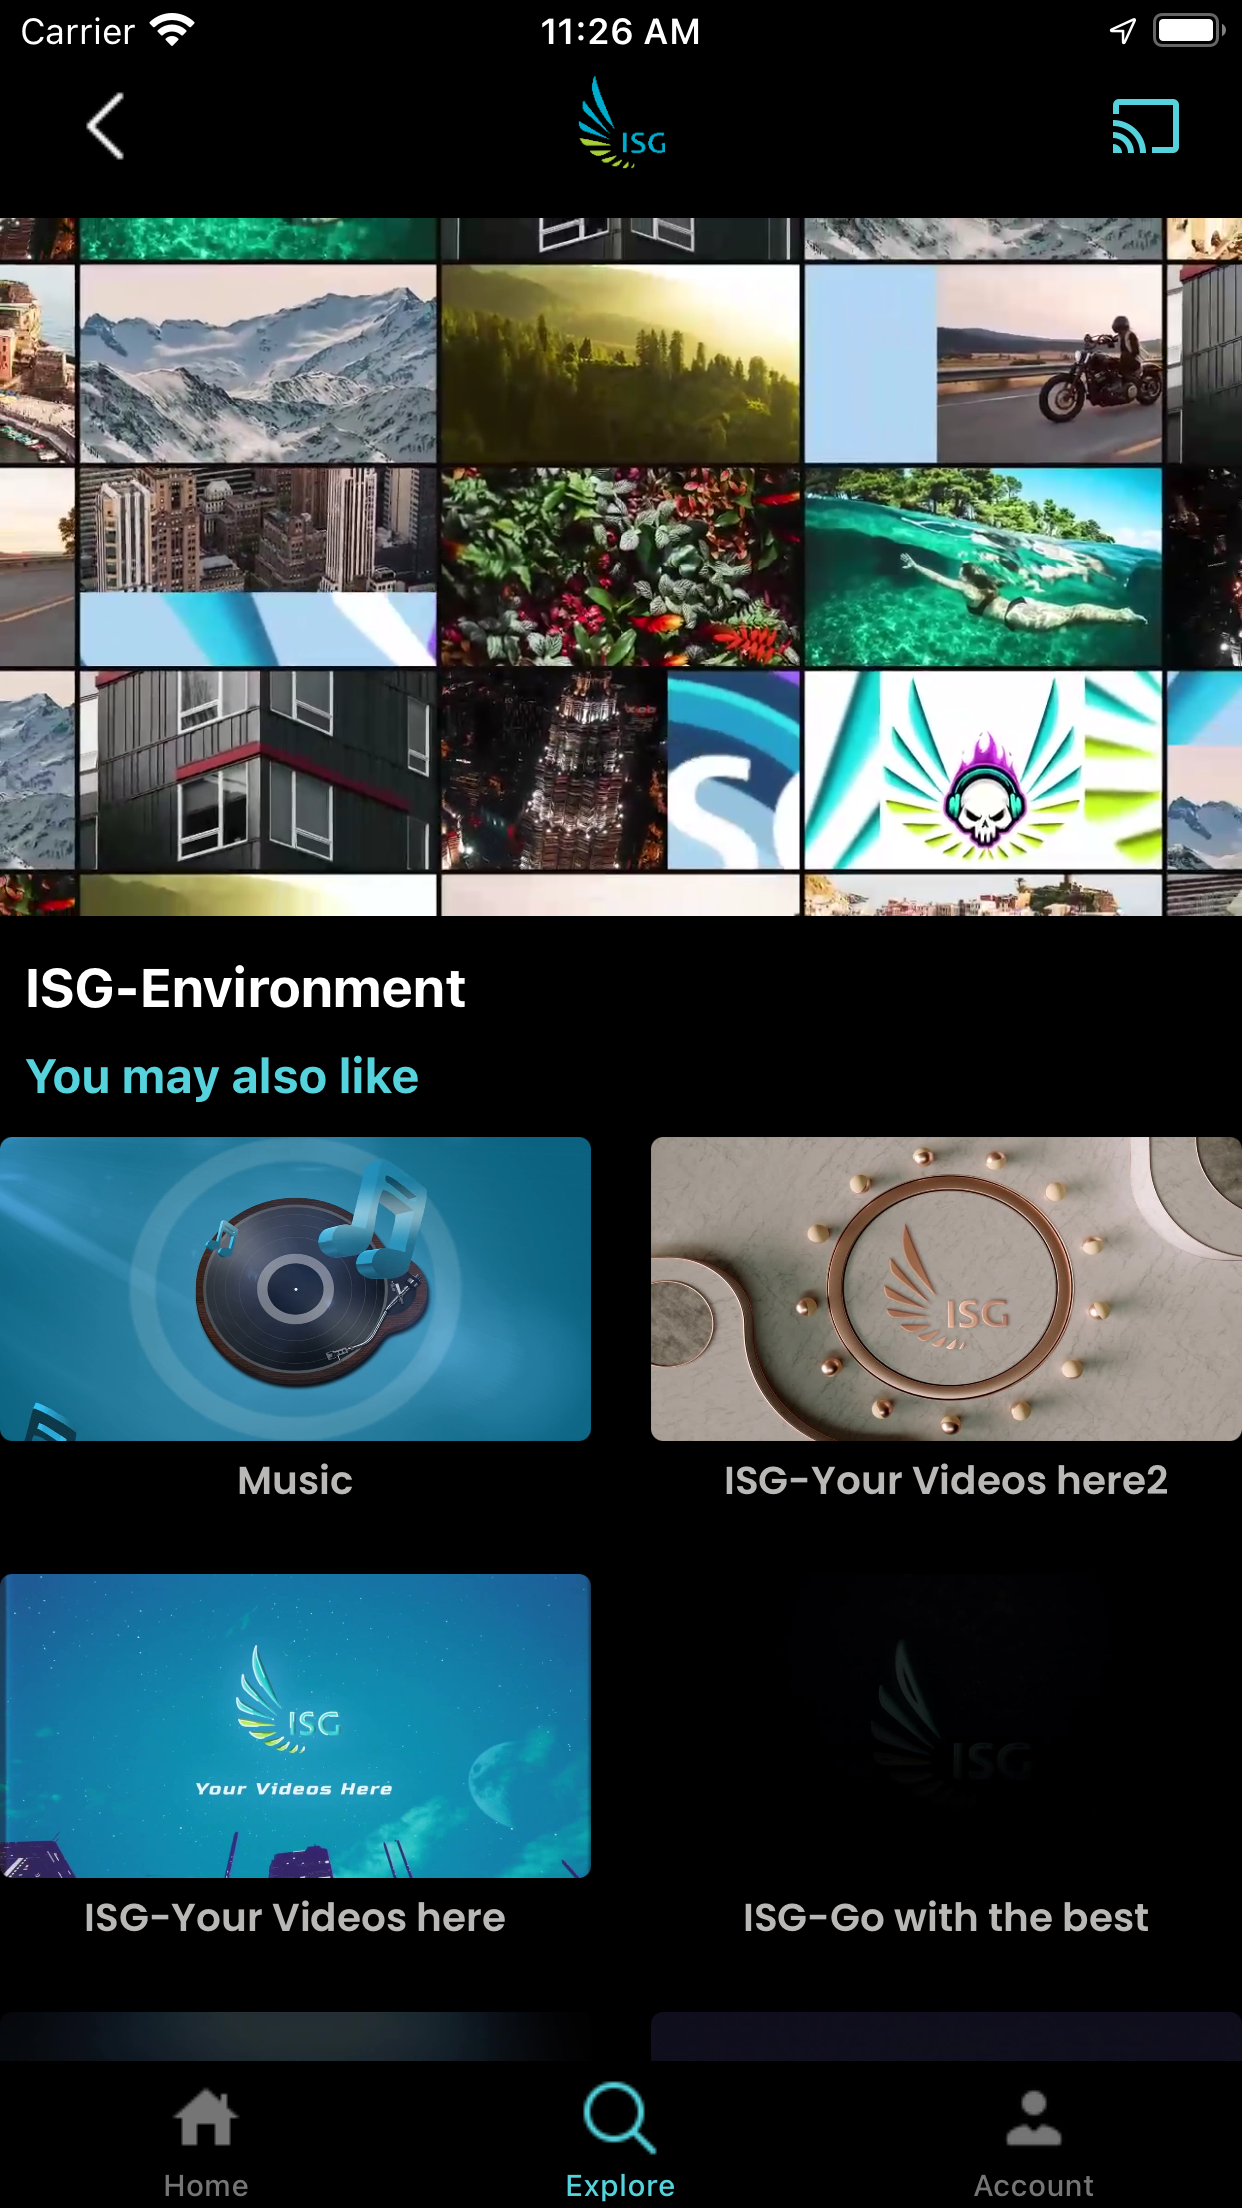 Carrier
11:26 AM
ISG
ISG-Environment
You may also like
ISG
Music
ISG-Your Videos here2
ISG
Your Videos Here
ISG
ISG-Your Videos here
ISG-Go with the best
Home
Explore
Account